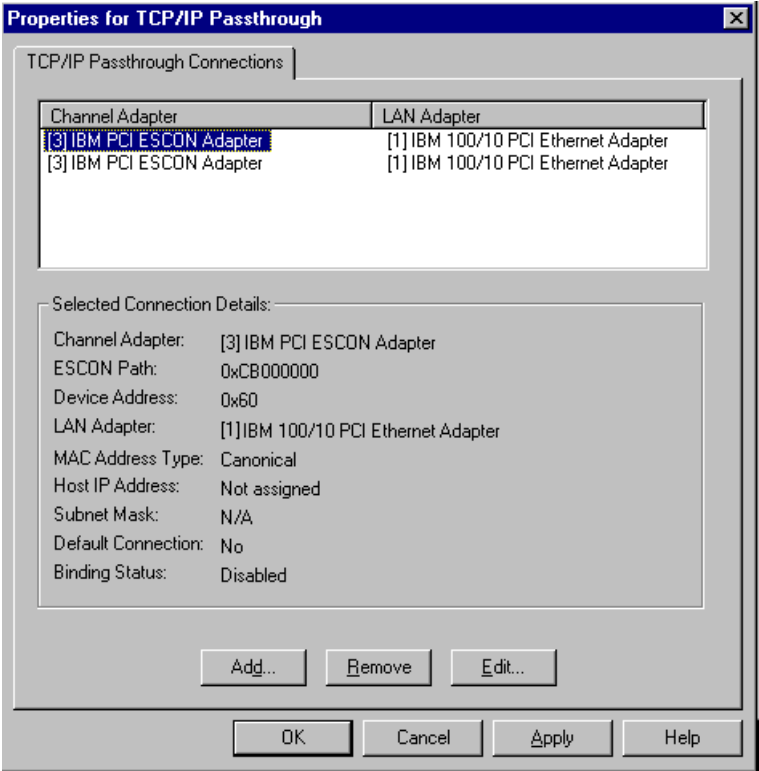 Properties for TCP/IP Passthrough
TCP/IP Passthrough Connections
Channel Adapter LAN Adapter
[3] IBM PCI ESCON Adapter [1] IBM 100/10 PCI Ethernet Adapter
[3] IBM PCI ESCON Adapter [1] IBM 100/10 PCI Ethernet Adapter
Selected Connection Details:
Channel Adapter: [3] IBM PCI ESCON Adapter
ESCON Path: 0xCB000000
Device Address: 0x60
LAN Adapter: [1] IBM 100/10 PCI Ethernet Adapter
MAC Address Type: Canonical
Host IP Address: Not assigned
Subnet Mask: N/A
Default Connection: No
Binding Status: Disabled
Add... Remove Edit...
OK Cancel Apply Help